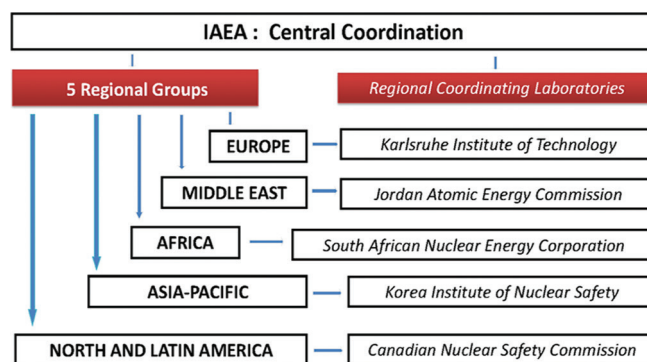 IAEA : Central Coordination
5 Regional Groups
Regional Coordinating Laboratories
EUROPE
Karlsruhe Institute of Technology
MIDDLE EAST
Jordan Atomic Energy Commission
AFRICA
South African Nuclear Energy Corporation
ASIA-PACIFIC
Korea Institute of Nuclear Safety
NORTH AND LATIN AMERICA
Canadian Nuclear Safety Commission